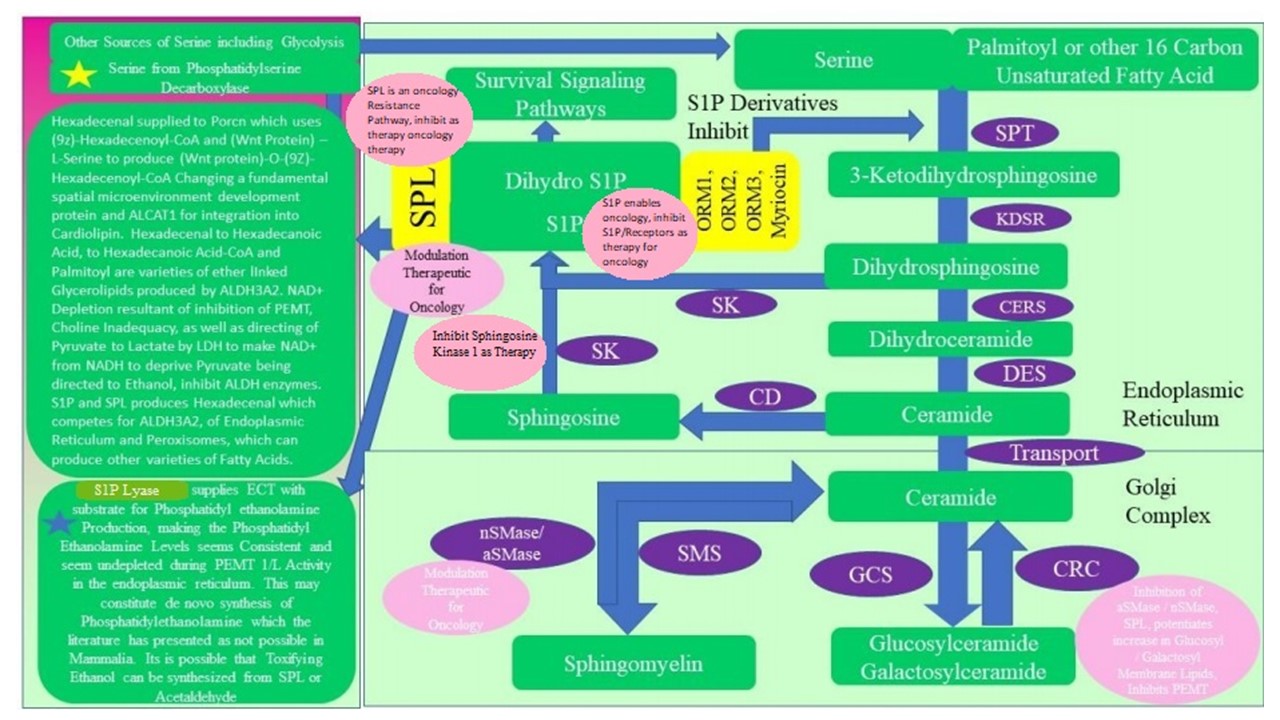 Other Sources of Serine including Glycolysis
Serine from Phosphatidylserine
Decarboxylase
Hexadecenal supplied to Porcn which uses
(9z)-Hexadecenoyl-CoA and (Wnt Protein) –
L-Serine to produce (Wnt protein)-O-(9Z)-
Hexadecenoyl-CoA Changing a fundamental
spatial microenvironment development
protein and ALCAT1 for integration into
Cardiolipin. Hexadecenal to Hexadecanoic
Acid, to Hexadecanoic Acid-CoA and
Palmitoyl are varieties of ether lInked
Glycerolipids produced by ALDH3A2. NAD+
Depletion resultant of inhibition of PEMT,
Choline Inadequacy, as well as directing of
Pyruvate to Lactate by LDH to make NAD+
from NADH to deprive Pyruvate being
directed to Ethanol, inhibit ALDH enzymes.
S1P and SPL produces Hexadecenal which
competes for ALDH3A2, of Endoplasmic
Reticulum and Peroxisomes, which can
produce other varieties of Fatty Acids.
S1P Lyase supplies ECT with
substrate for Phosphatidyl ethanolamine
Production, making the Phosphatidyl
Ethanolamine Levels seems Consistent and
seem undepleted during PEMT 1/L Activity
in the endoplasmic reticulum. This may
constitute de novo synthesis of
Phosphatidylethanolamine which the
literature has presented as not possible in
Mammalia. Its is possible that Toxifying
Ethanol can be synthesized from SPL or
Acetaldehyde
SPL is an oncology
Resistance
Pathway, inhibit as
therapy oncology
therapy
Survival Signaling
Pathways
SPL
Dihydro S1P
S1P
S1P enables
oncology, inhibit
S1P/Receptors as
therapy for
oncology
ORM1,
ORM2,
ORM3,
Myriocin
S1P Derivatives
Inhibit
Modulation
Therapeutic
for
Oncology
Inhibit Sphingosine
Kinase 1 as Therapy
SK
SK
Sphingosine
CD
Serine
Palmitoyl or other 16 Carbon
Unsaturated Fatty Acid
SPT
3-Ketodihydrsphingosine
KDSR
Dihydrosphingosine
CERS
Dihydroceramide
DES
Ceramide
Endoplasmic
Reticulum
Transport
Ceramide
Golgi
Complex
nSMase/
aSMase
Modulation
Therapeutic
for
Oncology
SMS
Sphingomyelin
GCS
CRC
Glucosylceramide
Galactosylceramide
Inhibition of
aSMase / nSMase,
SPL, potentiates
increase in Glucosyl
/ Galactosyl
Membrane Lipids,
Inhibits PEMT